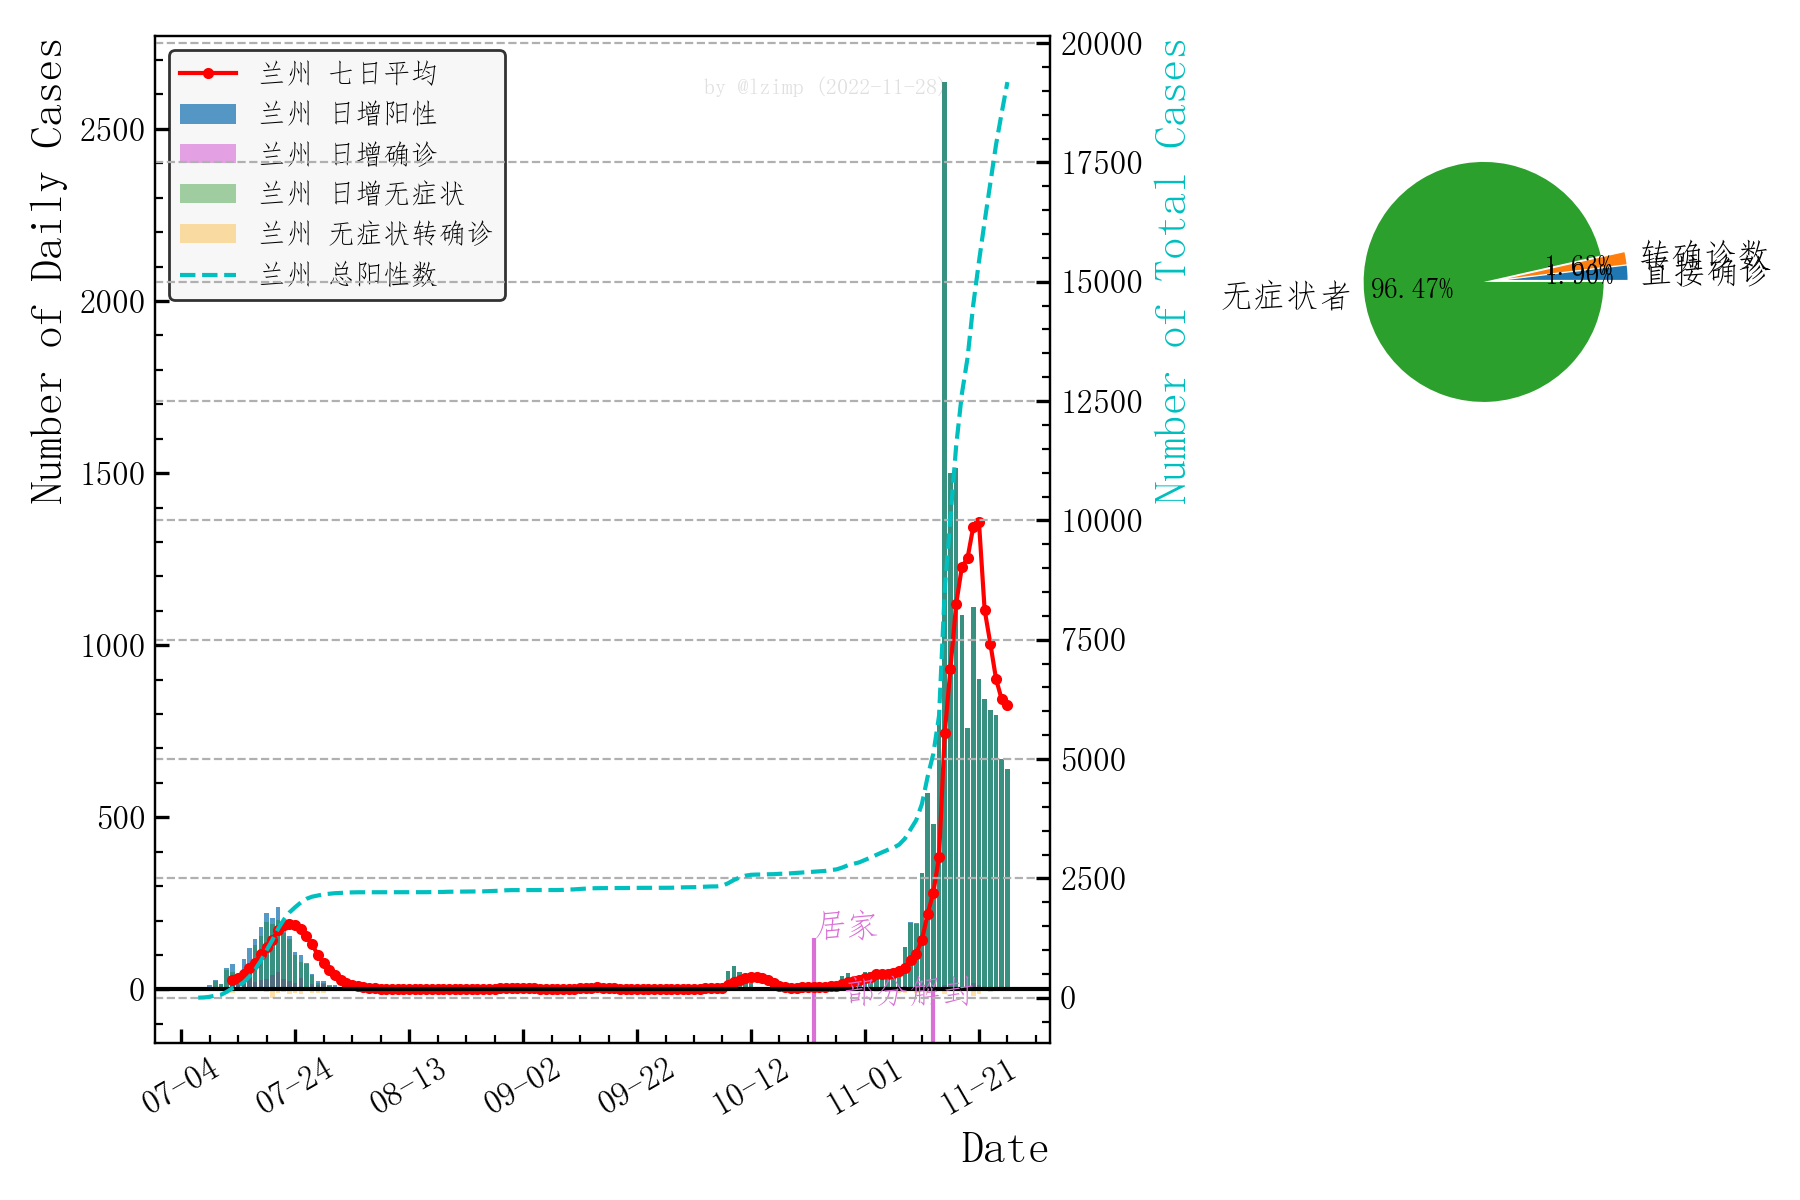 Number of Daily Cases
2500
2000
1500
1000
500
0
兰州 七日平均
兰州 日增阳性
兰州 日增确诊
兰州 日增无症状
兰州 无症状转确诊
兰州 总阳性数
by @lzimp (2022-11-28)
居家
部分解封
07-04
07-24
08-13
09-02
09-22
10-12
11-01
11-21
Date
20000
17500
15000
12500
10000
7500
5000
2500
0
Number of Total Cases
转确诊数
1.63%
直接确诊
1.90%
无症状者 96.47%